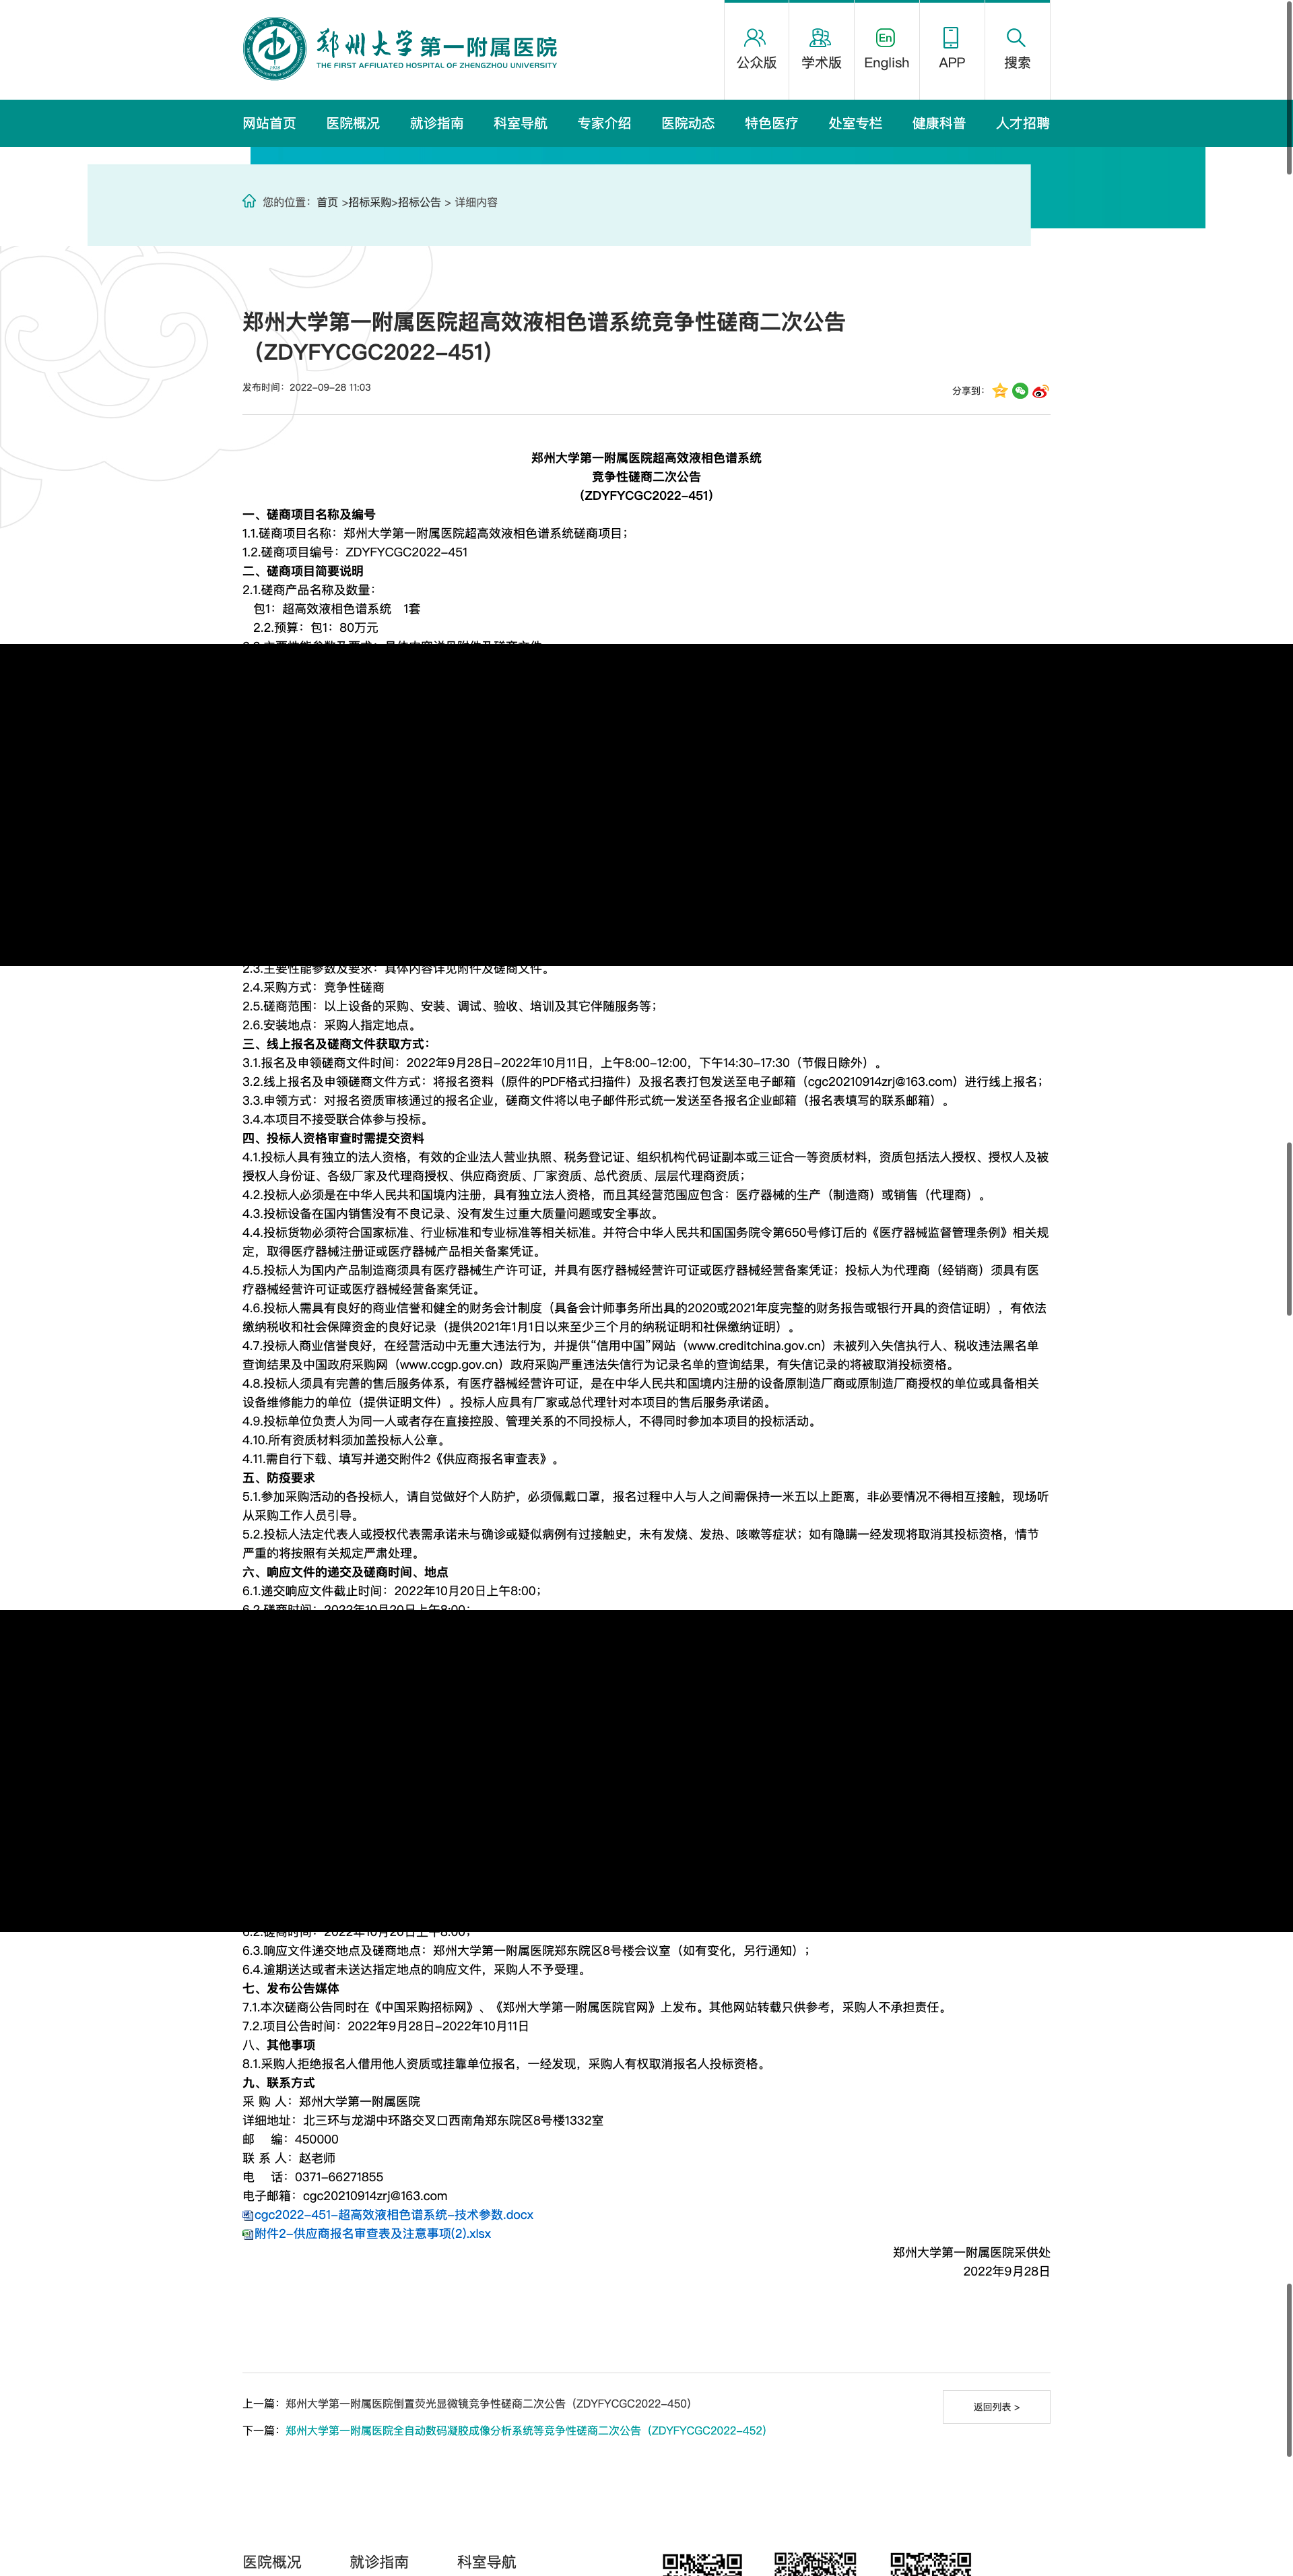 郑州大学第一附属医院
THE FIRST AFFILIATED HOSPITAL OF ZHENGZHOU UNIVERSITY
公众版
学术版
En
English
APP
搜索
网站首页 医院概况 就诊指南 科室导航 专家介绍 医院动态 特色医疗 处室专栏 健康科普 人才招聘
您的位置：首页 >招标采购>招标公告 > 详细内容
郑州大学第一附属医院超高效液相色谱系统竞争性磋商二次公告
（ZDYFYCGC2022-451）
发布时间：2022-09-28 11:03
分享到：
郑州大学第一附属医院超高效液相色谱系统
竞争性磋商二次公告
（ZDYFYCGC2022-451）
一、磋商项目名称及编号
1.1.磋商项目名称：郑州大学第一附属医院超高效液相色谱系统磋商项目；
1.2.磋商项目编号：ZDYFYCGC2022-451
二、磋商项目简要说明
2.1.磋商产品名称及数量：
包1：超高效液相色谱系统 1套
2.2.预算：包1：80万元
2.3.主要性能参数及要求：具体内容详见附件及磋商文件。
2.4.采购方式：竞争性磋商
2.5.磋商范围：以上设备的采购、安装、调试、验收、培训及其它伴随服务等；
2.6.安装地点：采购人指定地点。
三、线上报名及磋商文件获取方式：
3.1.报名及申领磋商文件时间：2022年9月28日-2022年10月11日，上午8:00-12:00，下午14:30-17:30（节假日除外）。
3.2.线上报名及申领磋商文件方式：将报名资料（原件的PDF格式扫描件）及报名表打包发送至电子邮箱（cgc20210914zrj@163.com）进行线上报名；
3.3.申领方式：对报名资质审核通过的报名企业，磋商文件将以电子邮件形式统一发送至各报名企业邮箱（报名表填写的联系邮箱）。
3.4.本项目不接受联合体参与投标。
四、投标人资格审查时需提交资料
4.1.投标人具有独立的法人资格，有效的企业法人营业执照、税务登记证、组织机构代码证副本或三证合一等资质材料，资质包括法人授权、授权人及被
授权人身份证、各级厂家及代理商授权、供应商资质、厂家资质、总代资质、层层代理商资质；
4.2.投标人必须是在中华人民共和国境内注册，具有独立法人资格，而且其经营范围应包含：医疗器械的生产（制造商）或销售（代理商）。
4.3.投标设备在国内销售没有不良记录、没有发生过重大质量问题或安全事故。
4.4.投标货物必须符合国家标准、行业标准和专业标准等相关标准。并符合中华人民共和国国务院令第650号修订后的《医疗器械监督管理条例》相关规
定，取得医疗器械注册证或医疗器械产品相关备案凭证。
4.5.投标人为国内产品制造商须具有医疗器械生产许可证，并具有医疗器械经营许可证或医疗器械经营备案凭证；投标人为代理商（经销商）须具有医
疗器械经营许可证或医疗器械经营备案凭证。
4.6.投标人需具有良好的商业信誉和健全的财务会计制度（具备会计师事务所出具的2020或2021年度完整的财务报告或银行开具的资信证明），有依法
缴纳税收和社会保障资金的良好记录（提供2021年1月1日以来至少三个月的纳税证明和社保缴纳证明）。
4.7.投标人商业信誉良好，在经营活动中无重大违法行为，并提供“信用中国”网站（www.creditchina.gov.cn）未被列入失信执行人、税收违法黑名单
查询结果及中国政府采购网（www.ccgp.gov.cn）政府采购严重违法失信行为记录名单的查询结果，有失信记录的将被取消投标资格。
4.8.投标人须具有完善的售后服务体系，有医疗器械经营许可证，是在中华人民共和国境内注册的设备原制造厂商或原制造厂商授权的单位或具备相关
设备维修能力的单位（提供证明文件）。投标人应具有厂家或总代理针对本项目的售后服务承诺函。
4.9.投标单位负责人为同一人或者存在直接控股、管理关系的不同投标人，不得同时参加本项目的投标活动。
4.10.所有资质材料须加盖投标人公章。
4.11.需自行下载、填写并递交附件2《供应商报名审查表》。
五、防疫要求
5.1.参加采购活动的各投标人，请自觉做好个人防护，必须佩戴口罩，报名过程中人与人之间需保持一米五以上距离，非必要情况不得相互接触，现场听
从采购工作人员引导。
5.2.投标人法定代表人或授权代表需承诺未与确诊或疑似病例有过接触史，未有发烧、发热、咳嗽等症状；如有隐瞒一经发现将取消其投标资格，情节
严重的将按照有关规定严肃处理。
六、响应文件的递交及磋商时间、地点
6.1.递交响应文件截止时间：2022年10月20日上午8:00；
6.2.磋商时间：2022年10月20日上午8:00；
6.3.响应文件递交地点及磋商地点：郑州大学第一附属医院郑东院区8号楼会议室（如有变化，另行通知）；
6.4.逾期送达或者未送达指定地点的响应文件，采购人不予受理。
七、发布公告媒体
7.1.本次磋商公告同时在《中国采购招标网》、《郑州大学第一附属医院官网》上发布。其他网站转载只供参考，采购人不承担责任。
7.2.项目公告时间：2022年9月28日-2022年10月11日
八、其他事项
8.1.采购人拒绝报名人借用他人资质或挂靠单位报名，一经发现，采购人有权取消报名人投标资格。
九、联系方式
采 购 人：郑州大学第一附属医院
详细地址：北三环与龙湖中环路交叉口西南角郑东院区8号楼1332室
邮 编：450000
联 系 人：赵老师
电 话：0371-66271855
电子邮箱：cgc20210914zrj@163.com
cgc2022-451-超高效液相色谱系统-技术参数.docx
附件2-供应商报名审查表及注意事项(2).xlsx
郑州大学第一附属医院采供处
2022年9月28日
上一篇：郑州大学第一附属医院倒置荧光显微镜竞争性磋商二次公告（ZDYFYCGC2022-450）
返回列表 >
下一篇：郑州大学第一附属医院全自动数码凝胶成像分析系统等竞争性磋商二次公告（ZDYFYCGC2022-452）
医院概况 就诊指南 科室导航